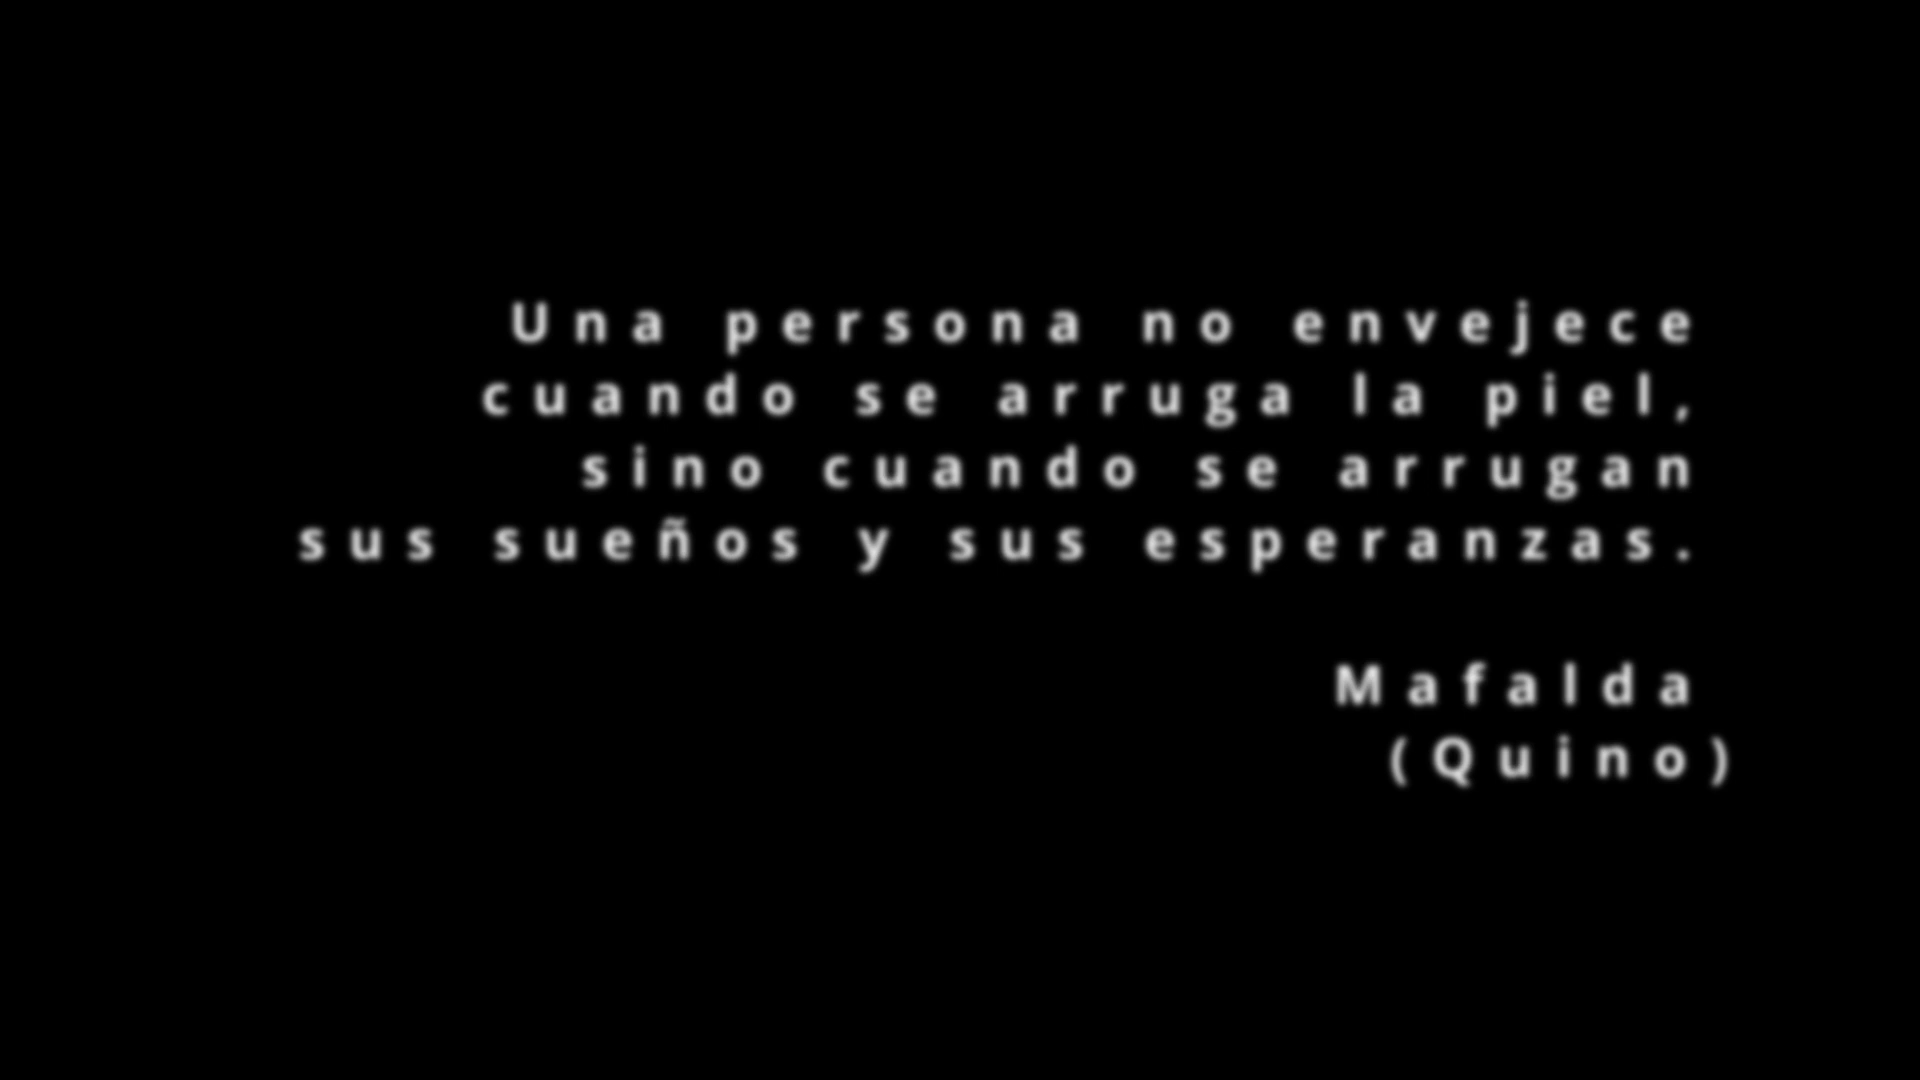 Una persona no envejece
cuando se arruga la piel,
sino cuando se arrugan
sus sueños y sus esperanzas.
Mafalda
(Quino)